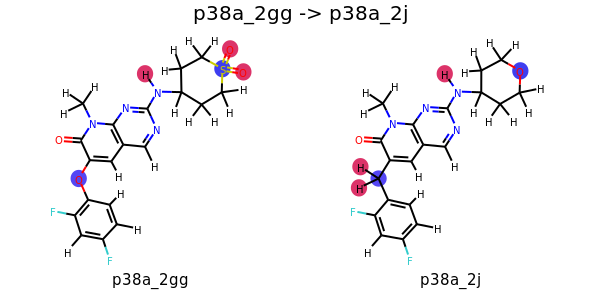 p38a_2gg -> p38a_2j
H H H O
H H S O
H N H
H H H H
N
N N
O
O H H
H
F H
H F
p38a_2gg
H H
H H O
H N H
H H H H
N
N N
O
H H H
H H
F H
H F
p38a_2j